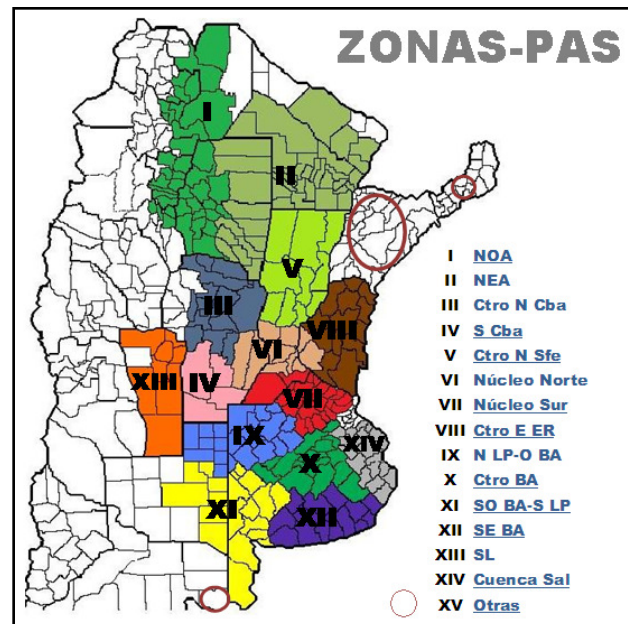 ZONAS-PAS
I
II
V
III
VIII
VI
XIII
IV
VII
IX
XIV
X
XI
XII
I NOA
II NEA
III Ctro N Cba
IV S Cba
V Ctro N Sfe
VI Núcleo Norte
VII Núcleo Sur
VIII Ctro E ER
IX N LP-O BA
X Ctro BA
XI SO BA-S LP
XII SE BA
XIII SL
XIV Cuenca Sal
XV Otras